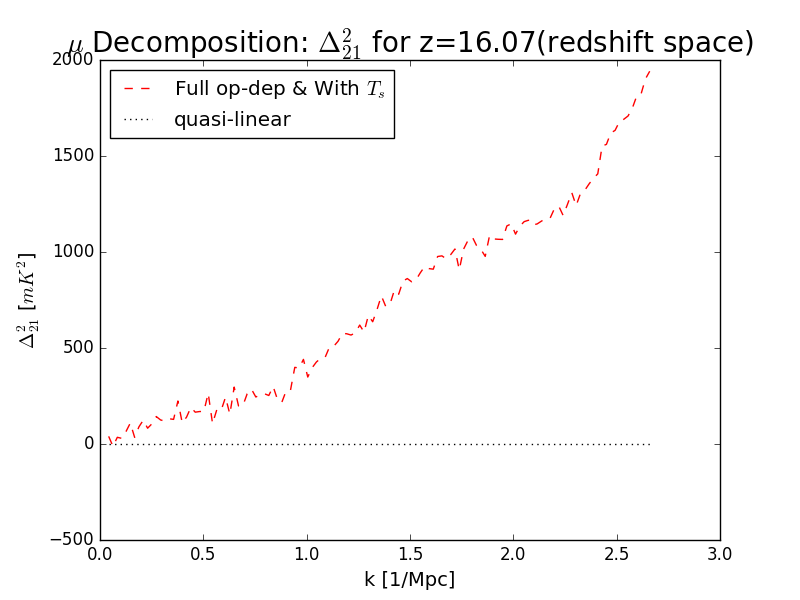 μ Decomposition: Δ²₂₁ for z=16.07(redshift space)
2000
Full op-dep & With Tₛ
quasi-linear
1500
1000
Δ²₂₁ [mK²]
500
0
−500
0.0 0.5 1.0 1.5 2.0 2.5 3.0
k [1/Mpc]